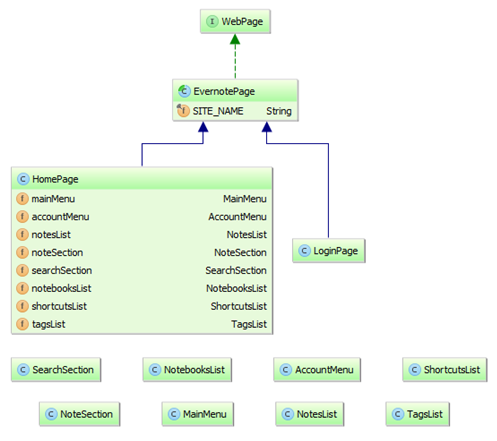 I WebPage
C EvernotePage
f SITE_NAME String
C HomePage
f mainMenu MainMenu
f accountMenu AccountMenu
f notesList NotesList
f noteSection NoteSection
f searchSection SearchSection
f notebooksList NotebooksList
f shortcutsList ShortcutsList
f tagsList TagsList
C LoginPage
C SearchSection
C NotebooksList
C AccountMenu
C ShortcutsList
C NoteSection
C MainMenu
C NotesList
C TagsList